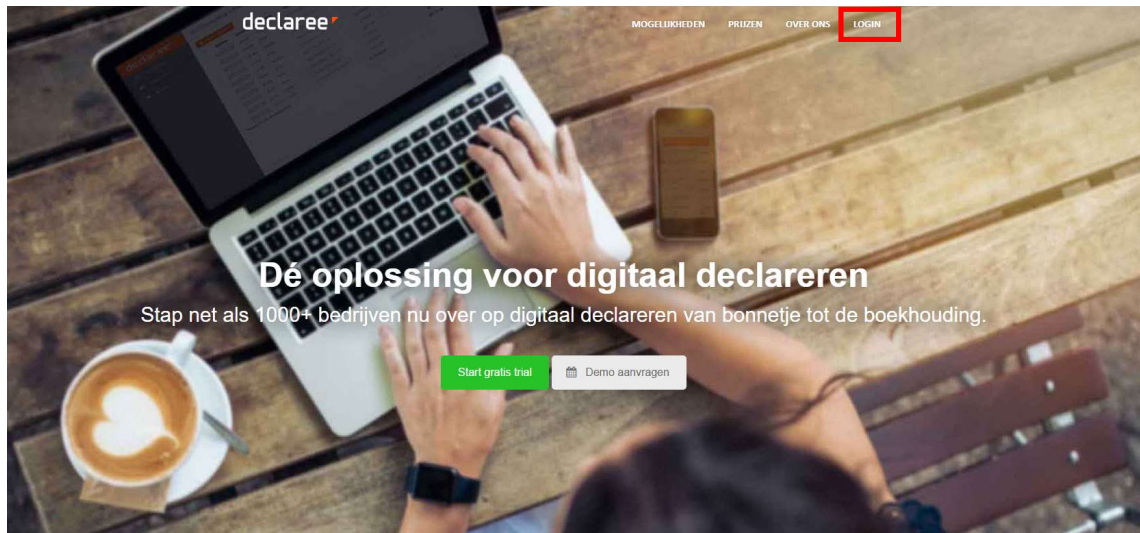 declaree
MOGELIJKHEDEN PRIJZEN OVER ONS LOGIN
Dé oplossing voor digitaal declareren
Stap net als 1000+ bedrijven nu over op digitaal declareren van bonnetje tot de boekhouding.
Start gratis trial Demo aanvragen